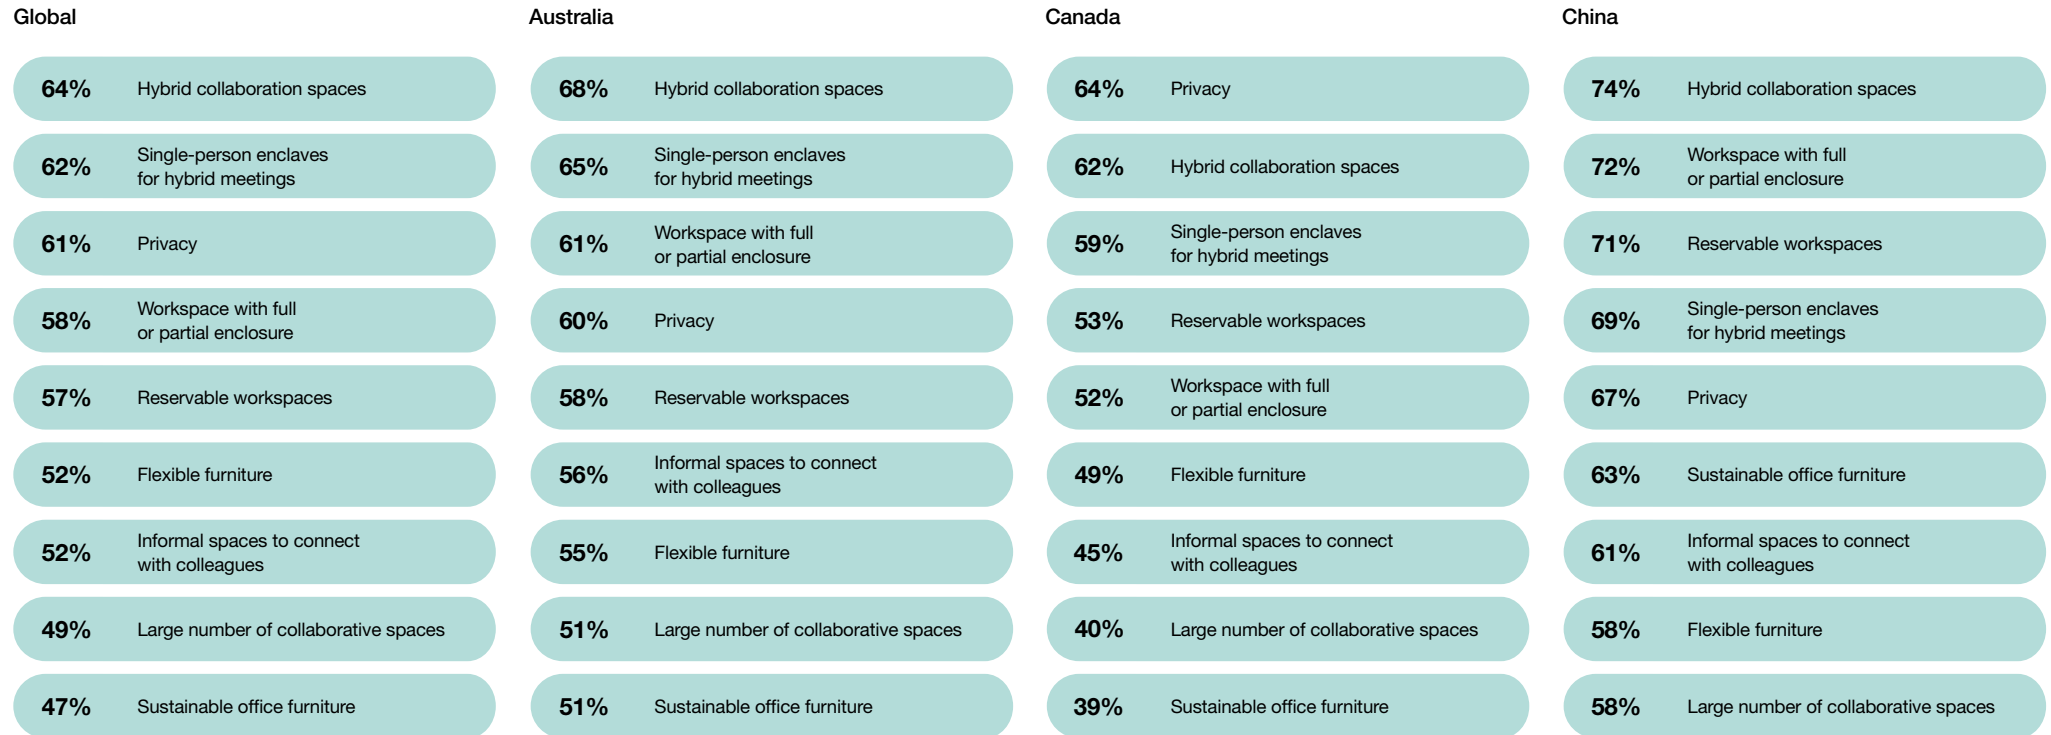 Global
64% Hybrid collaboration spaces
62% Single-person enclaves
for hybrid meetings
61% Privacy
58% Workspace with full
or partial enclosure
57% Reservable workspaces
52% Flexible furniture
52% Informal spaces to connect
with colleagues
49% Large number of collaborative spaces
47% Sustainable office furniture
Australia
68% Hybrid collaboration spaces
65% Single-person enclaves
for hybrid meetings
61% Workspace with full
or partial enclosure
60% Privacy
58% Reservable workspaces
56% Informal spaces to connect
with colleagues
55% Flexible furniture
51% Large number of collaborative spaces
51% Sustainable office furniture
Canada
64% Privacy
62% Hybrid collaboration spaces
59% Single-person enclaves
for hybrid meetings
53% Reservable workspaces
52% Workspace with full
or partial enclosure
49% Flexible furniture
45% Informal spaces to connect
with colleagues
40% Large number of collaborative spaces
39% Sustainable office furniture
China
74% Hybrid collaboration spaces
72% Workspace with full
or partial enclosure
71% Reservable workspaces
69% Single-person enclaves
for hybrid meetings
67% Privacy
63% Sustainable office furniture
61% Informal spaces to connect
with colleagues
58% Flexible furniture
58% Large number of collaborative spaces